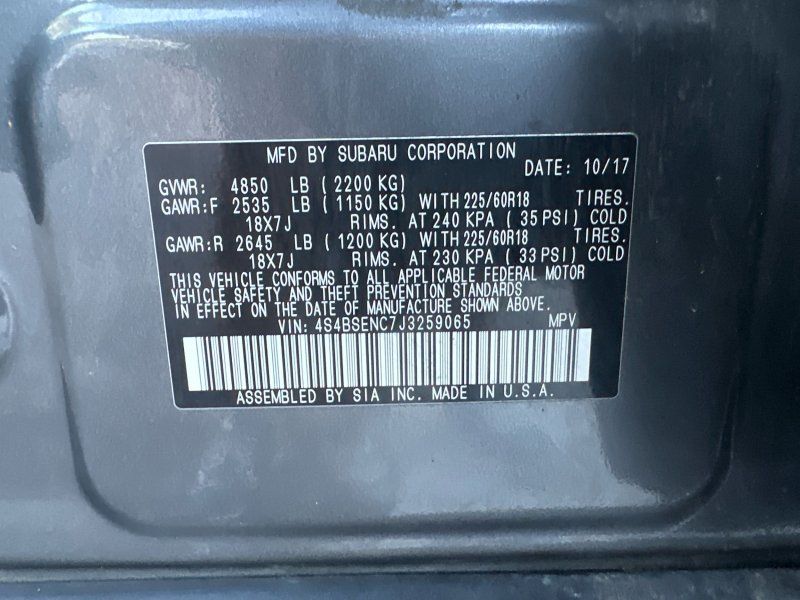 MFD BY SUBARU CORPORATION
DATE: 10/17
GVWR: 4850 LB (2200 KG)
GAWR:F 2535 LB (1150 KG) WITH 225/60R18 TIRES.
18X7J RIMS. AT 240 KPA (35 PSI) COLD
GAWR:R 2645 LB (1200 KG) WITH 225/60R18 TIRES.
18X7J RIMS. AT 230 KPA (33 PSI) COLD
THIS VEHICLE CONFORMS TO ALL APPLICABLE FEDERAL MOTOR
VEHICLE SAFETY AND THEFT PREVENTION STANDARDS
IN EFFECT ON THE DATE OF MANUFACTURE SHOWN ABOVE.
VIN: 4S4BSENC7J3259065 MPV
ASSEMBLED BY SIA INC. MADE IN U.S.A.